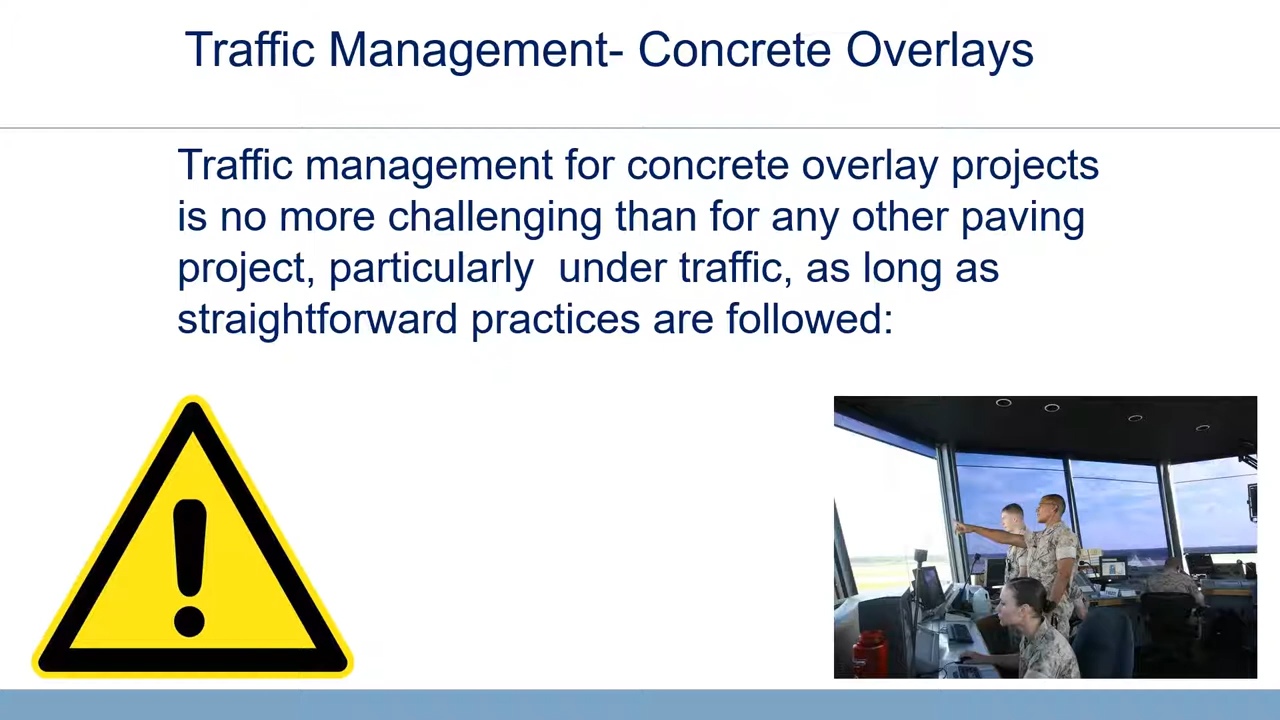 Traffic Management- Concrete Overlays
Traffic management for concrete overlay projects
is no more challenging than for any other paving
project, particularly  under traffic, as long as
straightforward practices are followed: